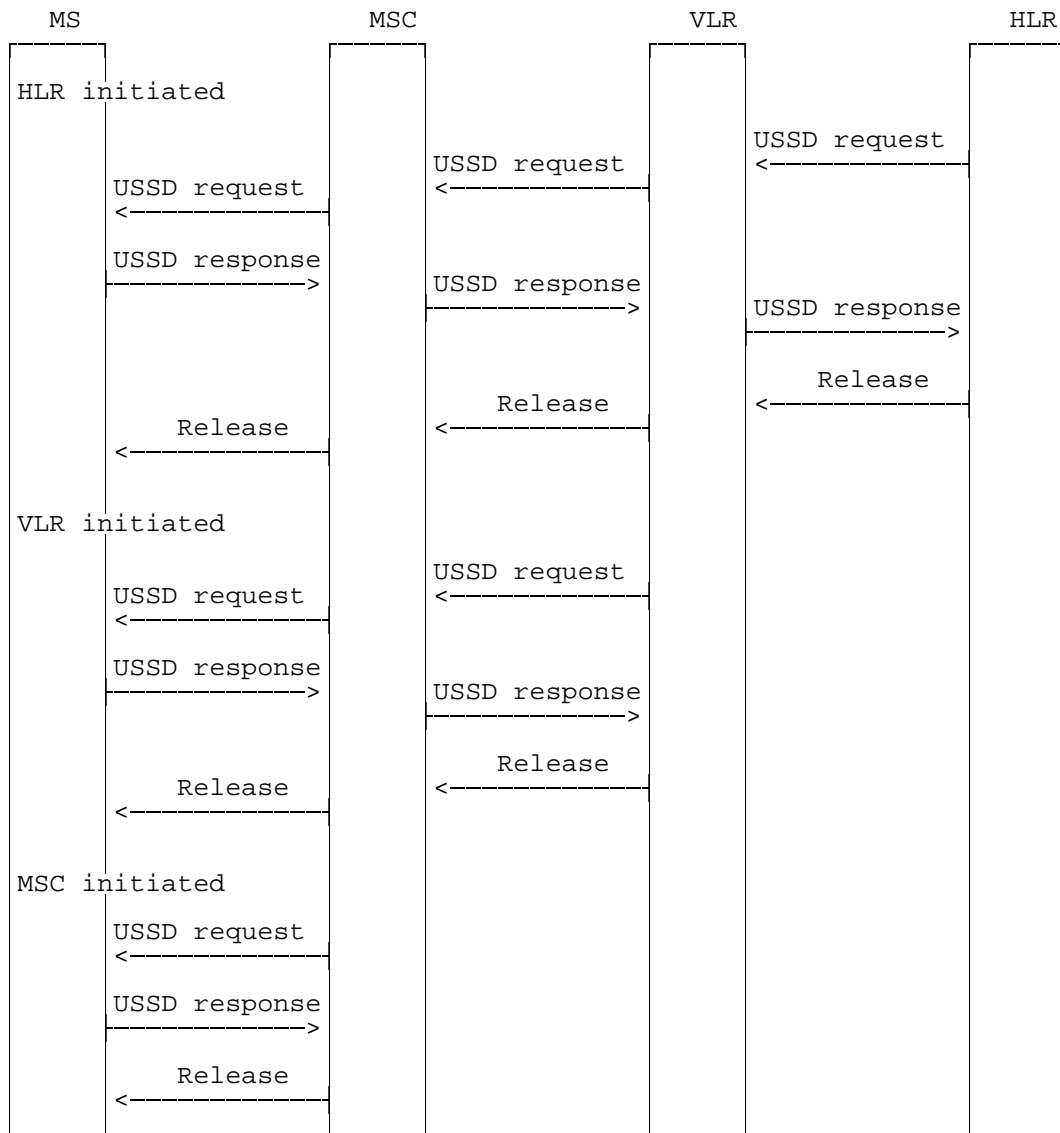 MS MSC VLR HLR
HLR initiated
USSD request
USSD request
USSD request
USSD response
USSD response
USSD response
Release
Release
Release
VLR initiated
USSD request
USSD request
USSD response
USSD response
Release
Release
MSC initiated
USSD request
USSD response
Release